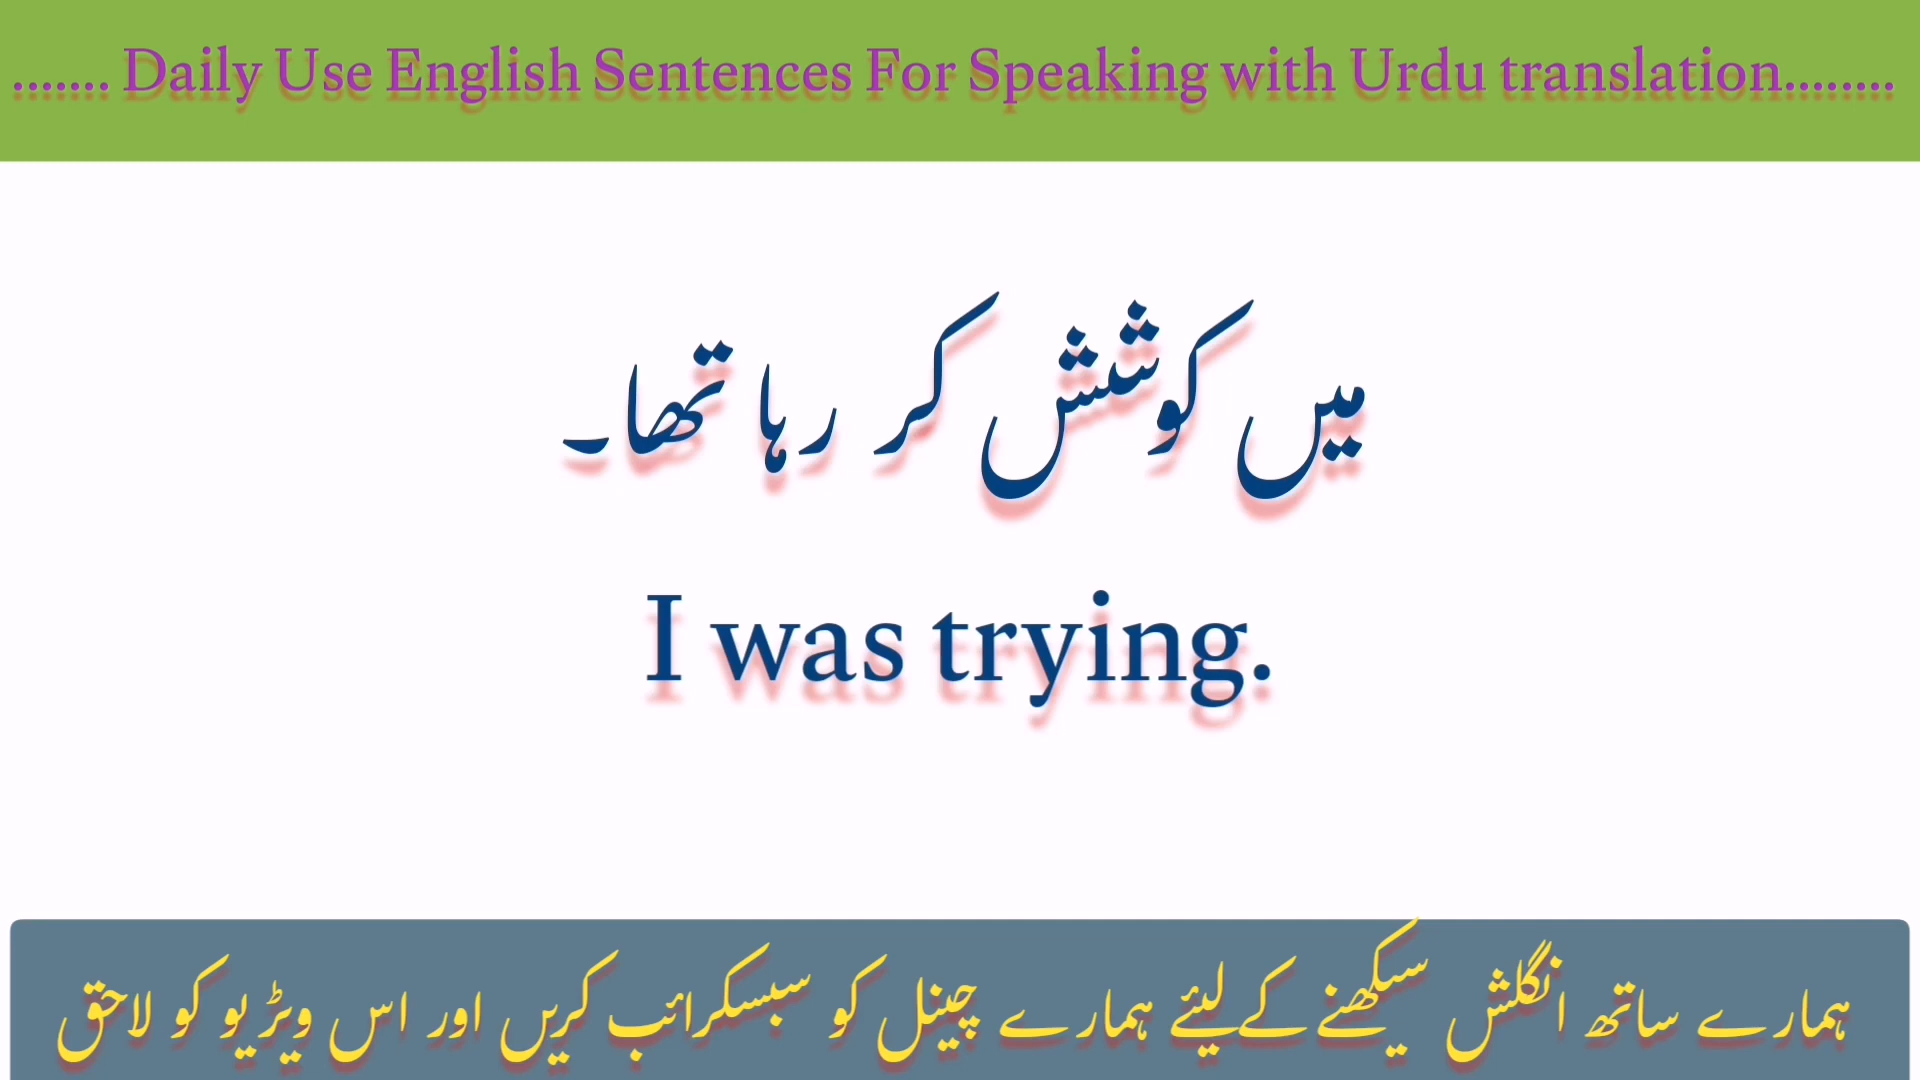 ....... Daily Use English Sentences For Speaking with Urdu translation........
میں کوشش کر رہا تھا۔
I was trying.
ہمارے ساتھ انگلش سیکھنے کے لیئے ہمارے چینل کو سبسکرائب کریں اور اس ویڑیو کو لاحق